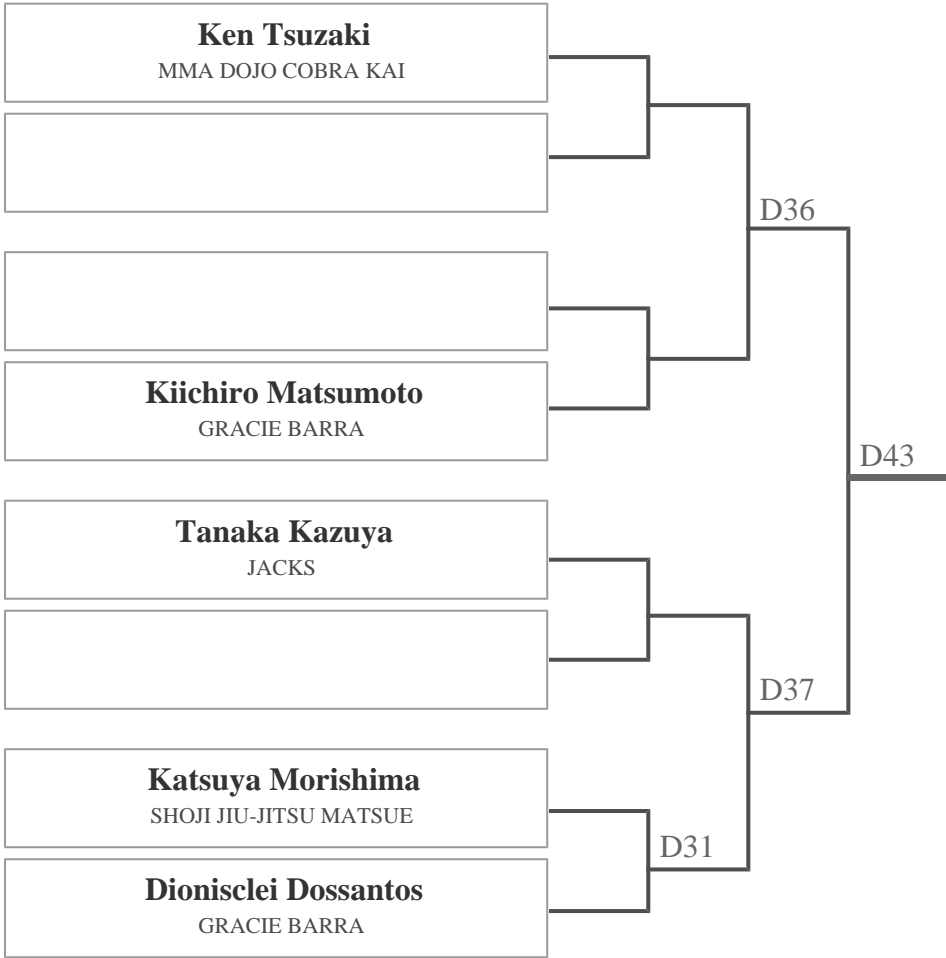 Ken Tsuzaki
MMA DOJO COBRA KAI
D36
Kiichiro Matsumoto
GRACIE BARRA
D43
Tanaka Kazuya
JACKS
D37
Katsuya Morishima
SHOJI JIU-JITSU MATSUE
D31
Dionisclei Dossantos
GRACIE BARRA